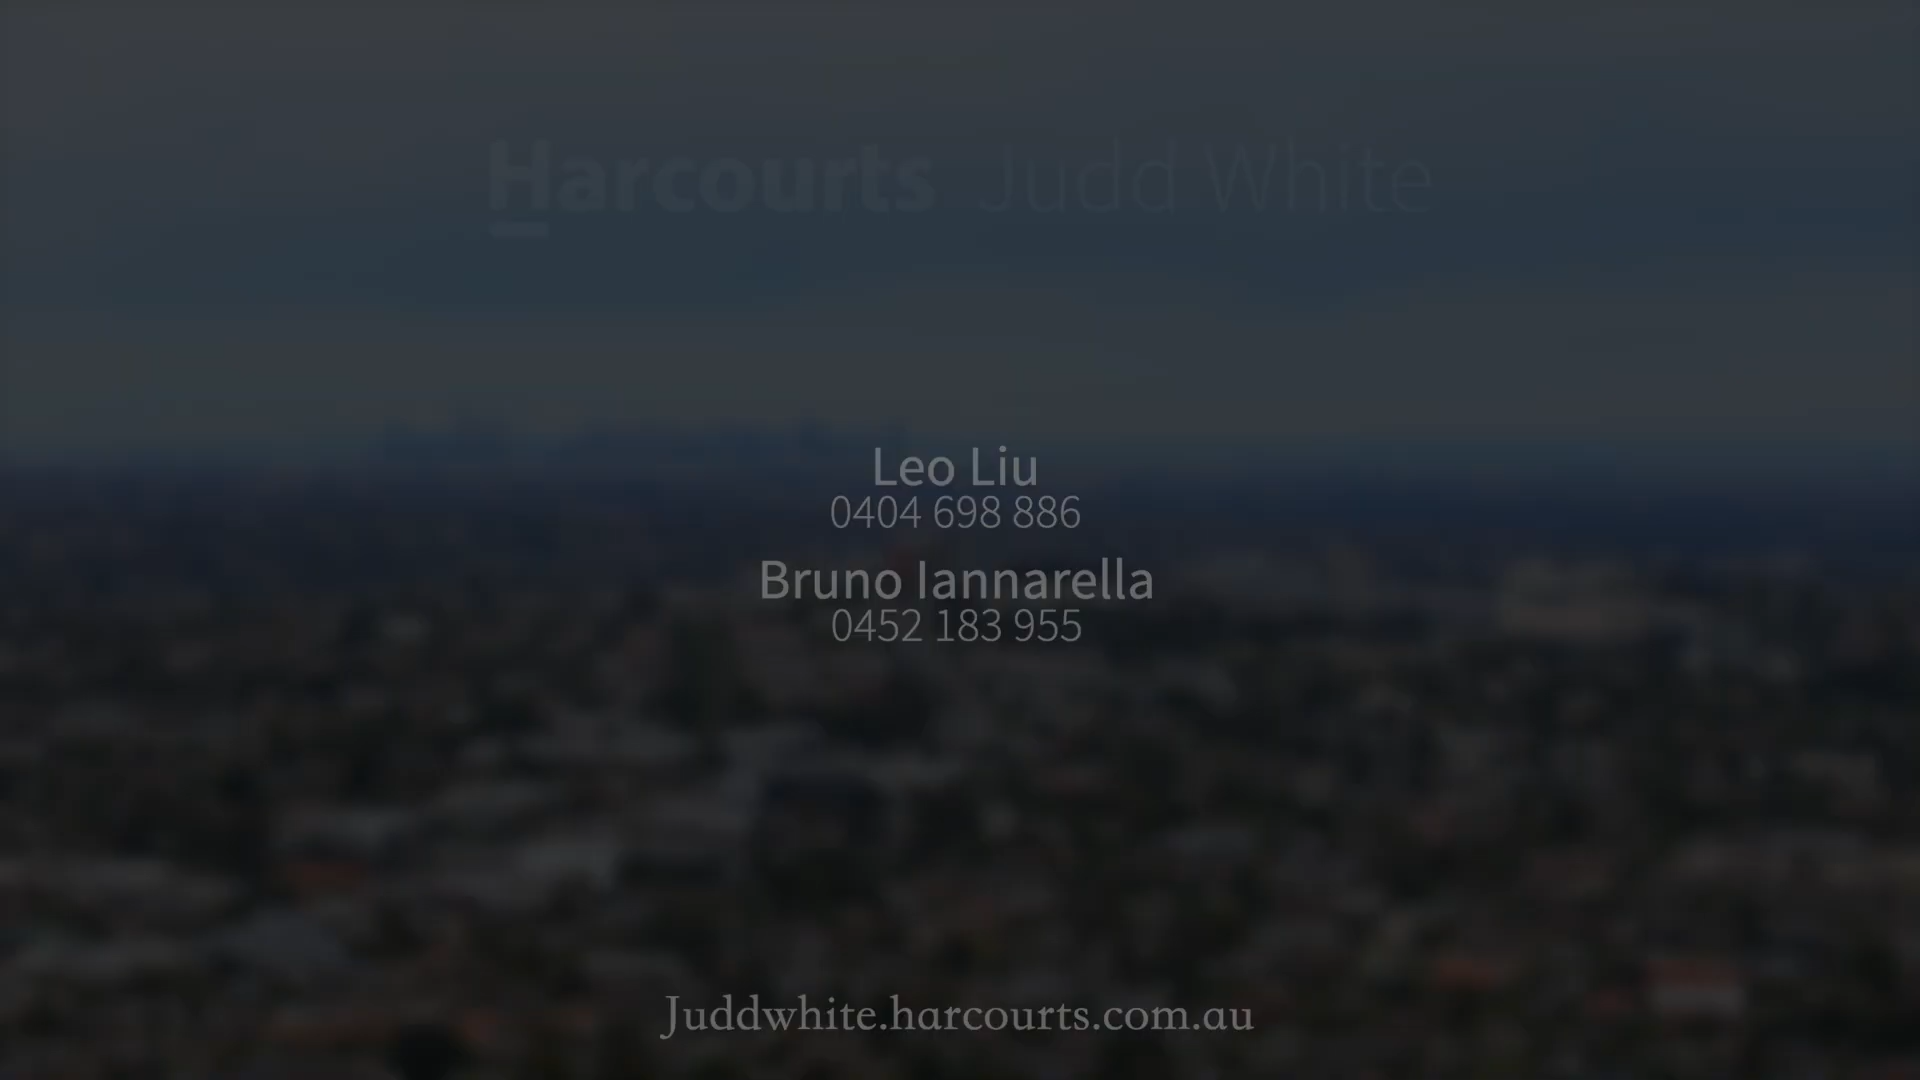 Harcourts Judd White
Leo Liu
0404 698 886
Bruno Iannarella
0452 183 955
Juddwhite.harcourts.com.au